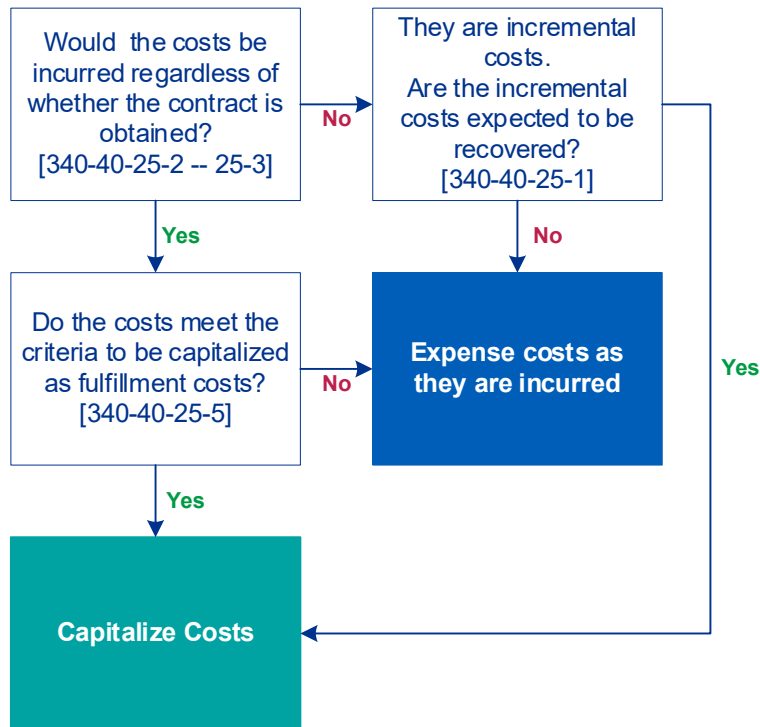 Would the costs be
incurred regardless of
whether the contract is
obtained?
[340-40-25-2 -- 25-3]
No
They are incremental
costs.
Are the incremental
costs expected to be
recovered?
[340-40-25-1]
Yes
No
Do the costs meet the
criteria to be capitalized
as fulfillment costs?
[340-40-25-5]
No
Expense costs as
they are incurred
Yes
Yes
Capitalize Costs